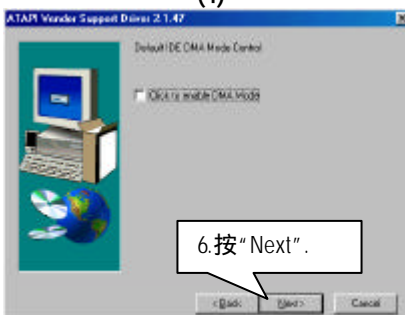 ATAPI Vendor Support Driver 2.1.47
Default IDE DMA Mode Control
Click to enable DMA Mode
6.按“Next”.
< Back
Next >
Cancel